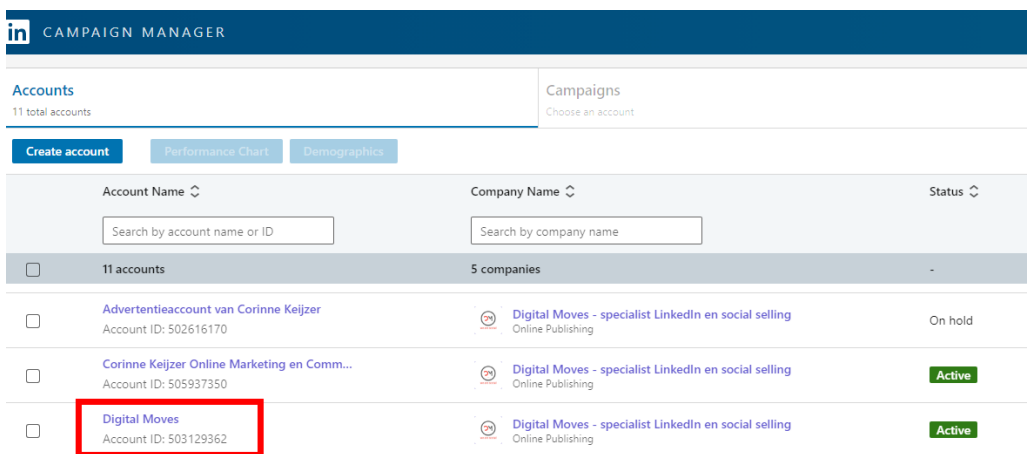 in CAMPAIGN MANAGER
Accounts
11 total accounts
Campaigns
Choose an account
Create account
Performance Chart
Demographics
Account Name
Company Name
Status
Search by account name or ID
Search by company name
11 accounts
5 companies
-
Advertentieaccount van Corinne Keijzer
Account ID: 502616170
Digital Moves - specialist LinkedIn en social selling
Online Publishing
On hold
Corinne Keijzer Online Marketing en Comm...
Account ID: 505937350
Digital Moves - specialist LinkedIn en social selling
Online Publishing
Active
Digital Moves
Account ID: 503129362
Digital Moves - specialist LinkedIn en social selling
Online Publishing
Active